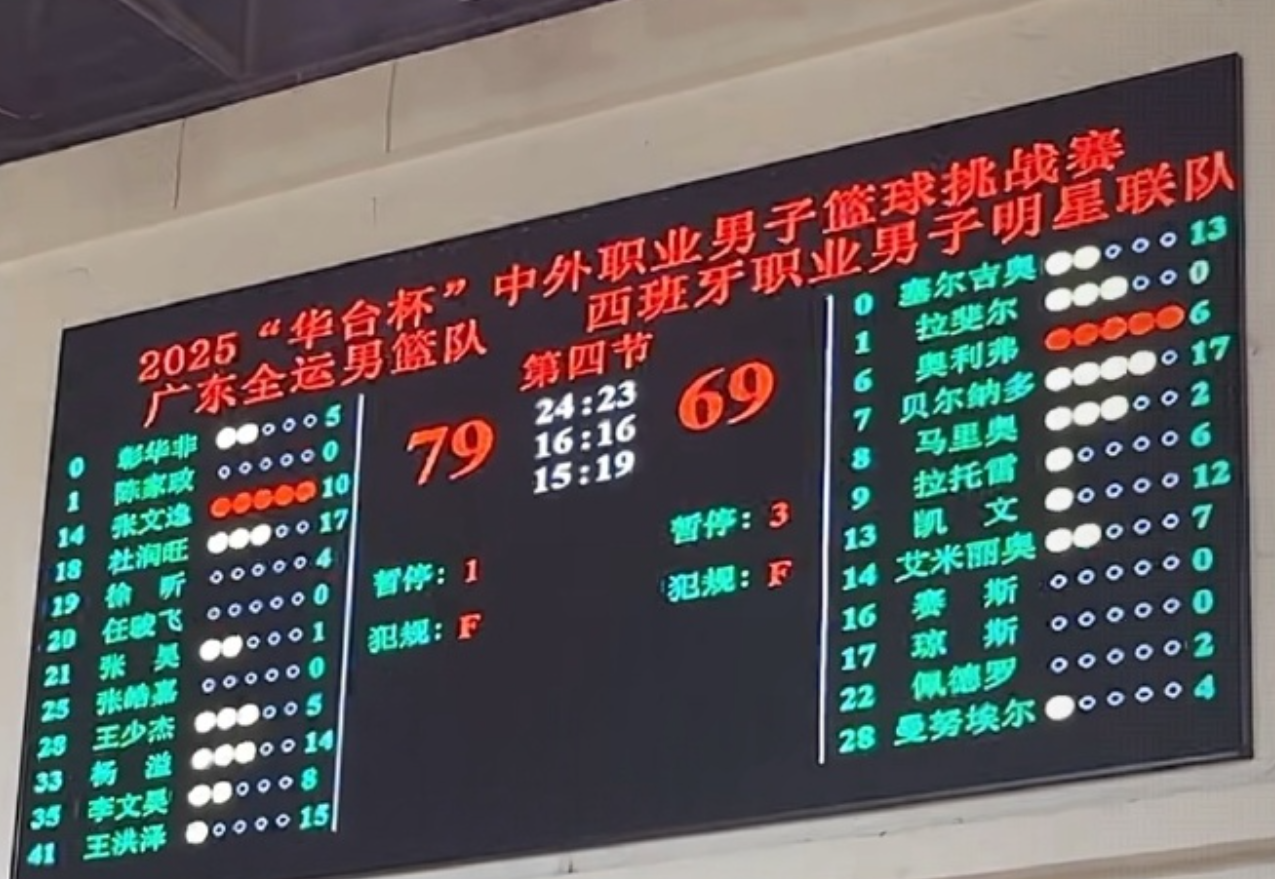 2025“华台杯”中外职业男子篮球挑战赛
广东全运男篮队 西班牙职业男子明星联队
第四节
79 69
24:23
16:16
15:19
暂停: 1
犯规: F
暂停: 3
犯规: F
0 彭华非 5
1 陈家政 0
14 张文逸 10
18 杜润旺 17
19 徐 昕 4
20 任骏飞 0
21 张 昊 1
25 张皓嘉 0
28 王少杰 5
33 杨 溢 14
35 李文昊 8
41 王洪泽 15
0 塞尔吉奥 13
1 拉斐尔 0
6 奥利弗 6
7 贝尔纳多 17
8 马里奥 2
9 拉托雷 6
13 凯 文 12
14 艾米丽奥 7
16 赛 斯 0
17 琼 斯 0
22 佩德罗 2
28 曼努埃尔 4